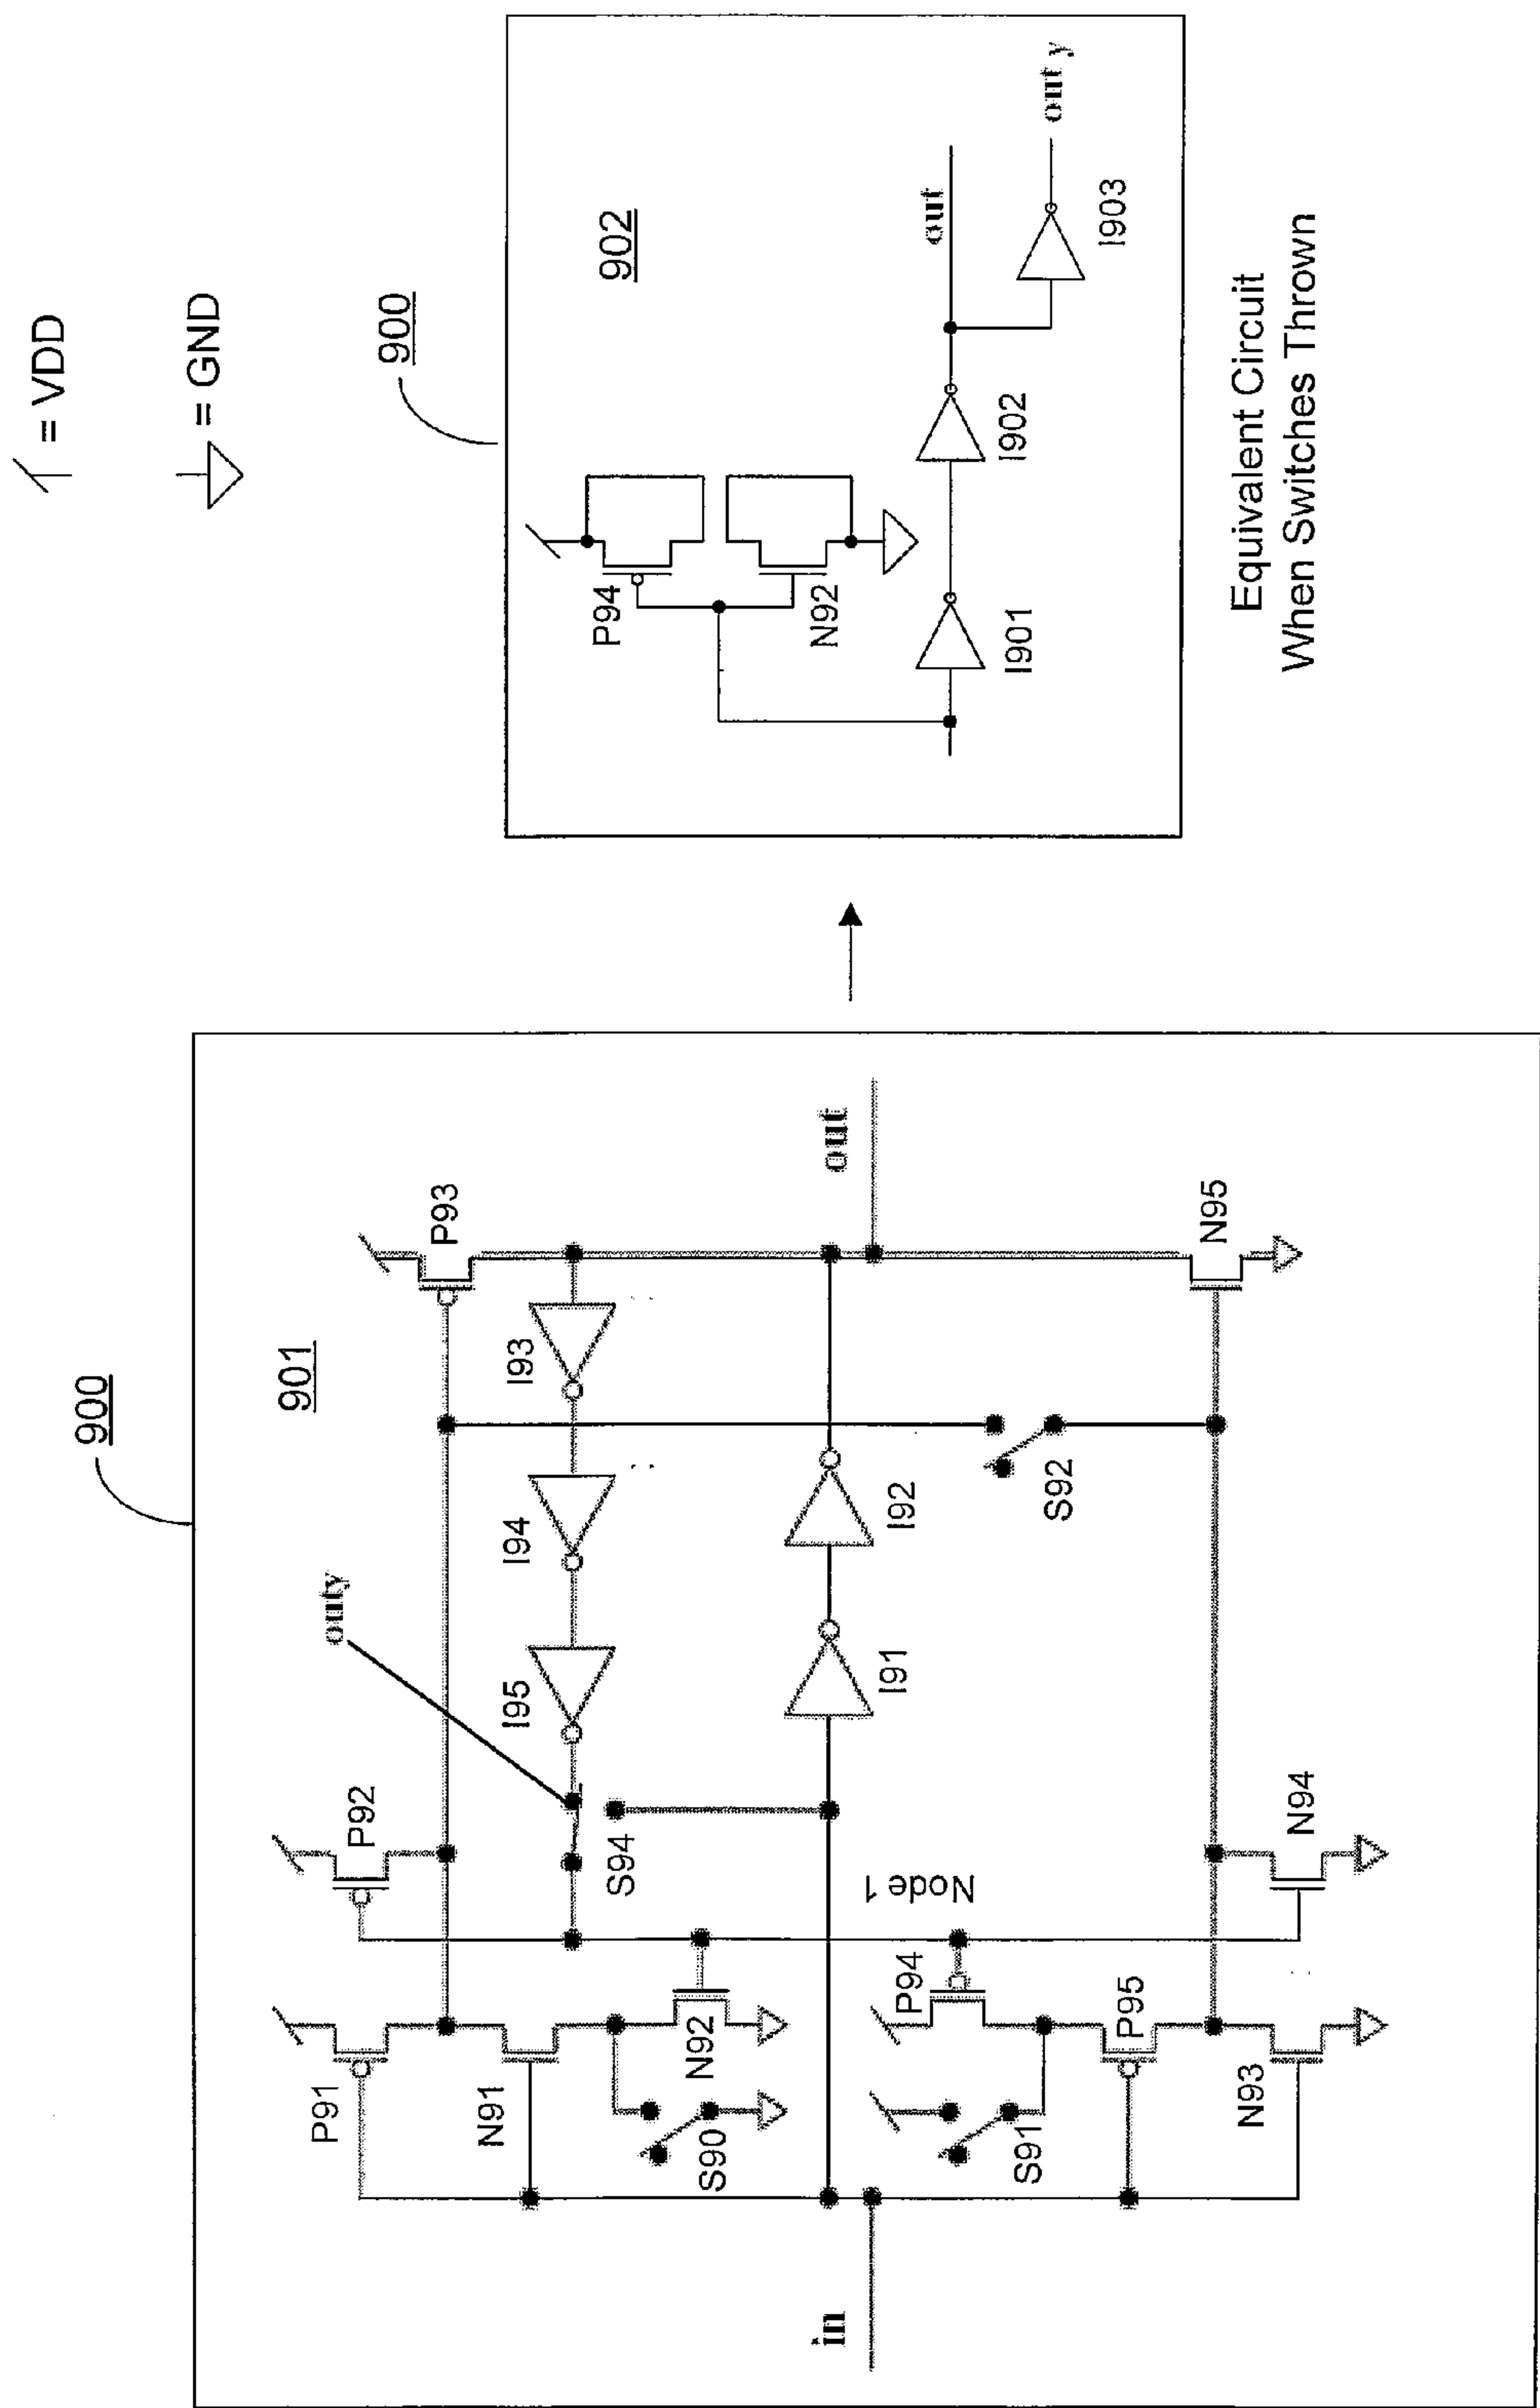 = VDD
= GND
900
901
P91
N91
S90
N92
P92
outy
S94
I95
I94
I93
P93
in
I91
I92
out
Node 1
S92
S91
P94
P95
N93
N94
N95
900
902
P94
N92
I901
I902
out
I903
out y
Equivalent Circuit
When Switches Thrown